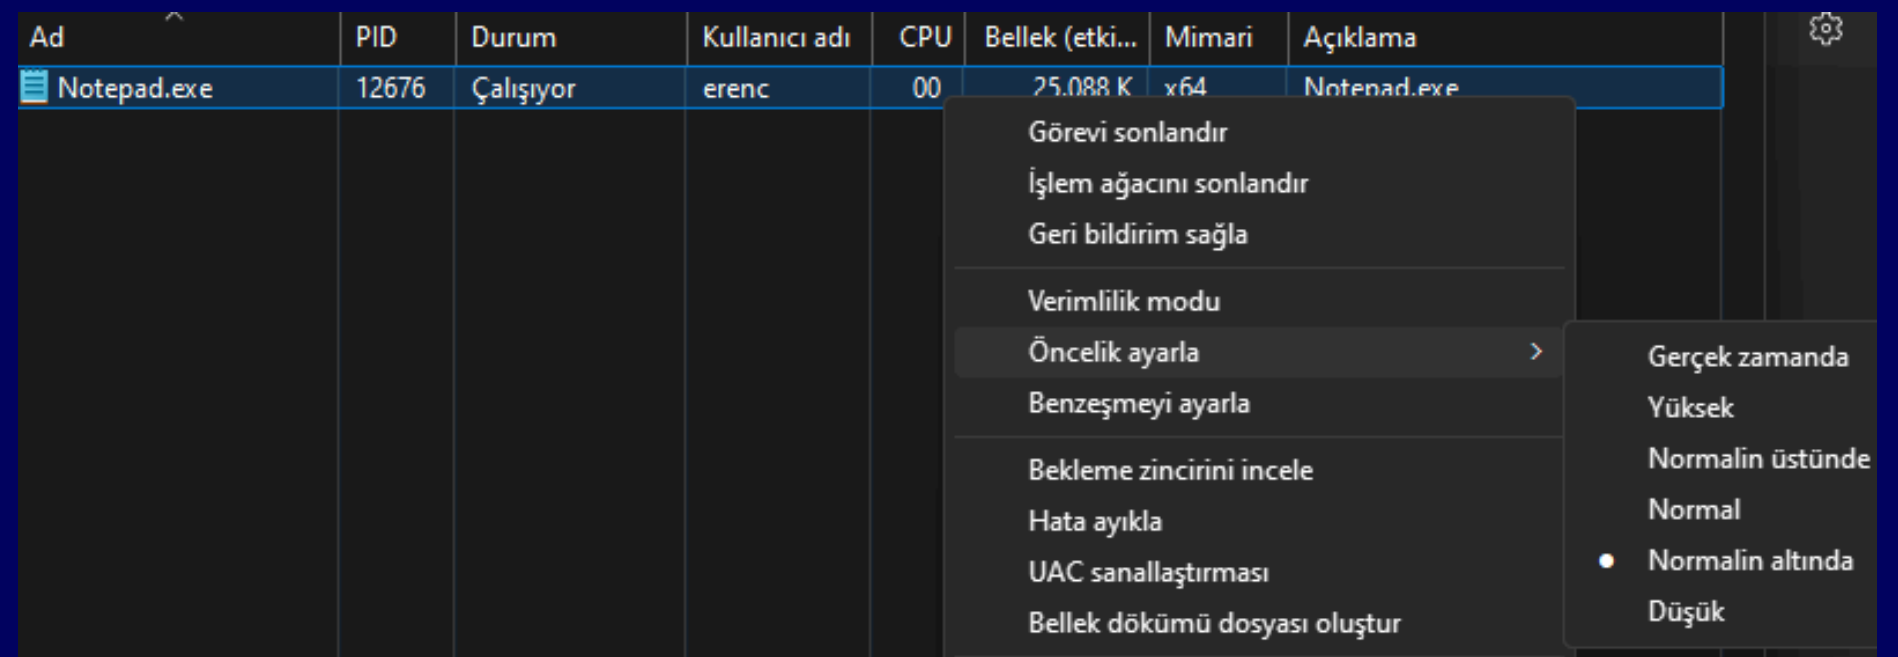 Ad PID Durum Kullanıcı adı CPU Bellek (etki... Mimari Açıklama
Notepad.exe 12676 Çalışıyor erenc 00 25.088 K x64 Notepad.exe
Görevi sonlandır
İşlem ağacını sonlandır
Geri bildirim sağla
Verimlilik modu
Öncelik ayarla
Benzeşmeyi ayarla
Bekleme zincirini incele
Hata ayıkla
UAC sanallaştırması
Bellek dökümü dosyası oluştur
Gerçek zamanda
Yüksek
Normalin üstünde
Normal
Normalin altında
Düşük